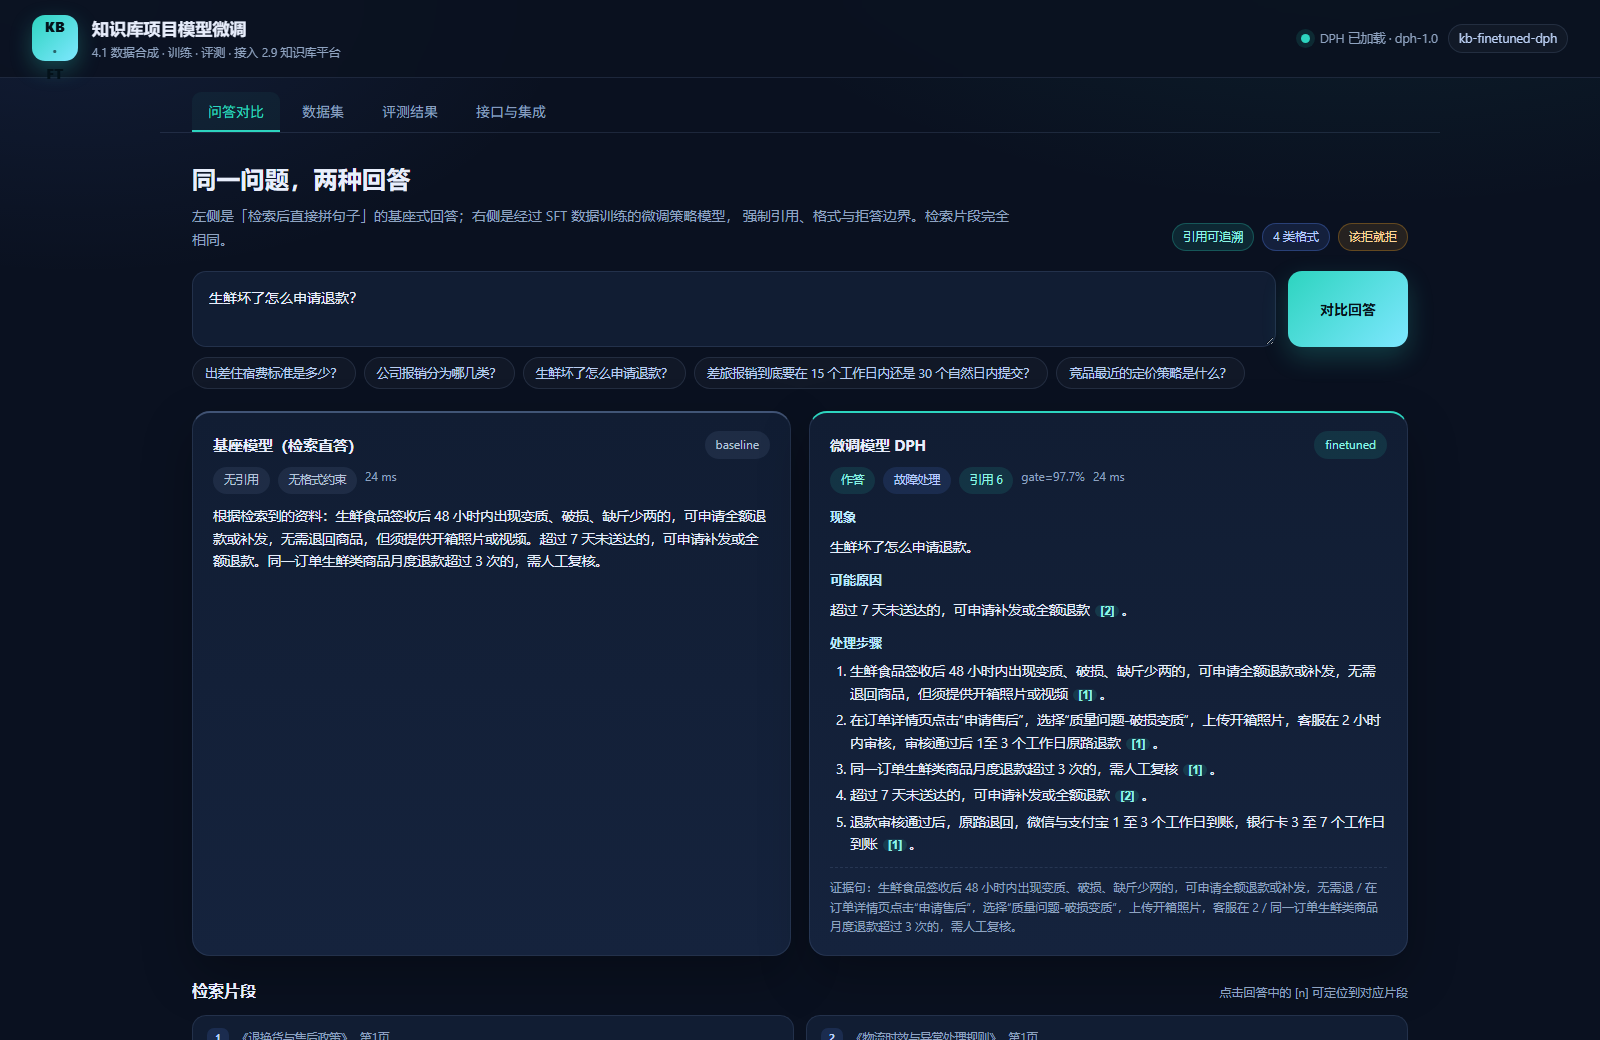 KB
·
FT
知识库项目模型微调
4.1 数据合成 · 训练 · 评测 · 接入 2.9 知识库平台
DPH 已加载 · dph-1.0
kb-finetuned-dph
问答对比
数据集
评测结果
接口与集成
同一问题，两种回答
左侧是「检索后直接拼句子」的基座式回答；右侧是经过 SFT 数据训练的微调策略模型， 强制引用、格式与拒答边界。检索片段完全
相同。
引用可追溯
4 类格式
该拒就拒
生鲜坏了怎么申请退款？
对比回答
出差住宿费标准是多少？
公司报销分为哪几类？
生鲜坏了怎么申请退款？
差旅报销到底要在 15 个工作日内还是 30 个自然日内提交？
竞品最近的定价策略是什么？
基座模型（检索直答）
baseline
无引用
无格式约束
24 ms
根据检索到的资料：生鲜食品签收后 48 小时内出现变质、破损、缺斤少两的，可申请全额退
款或补发，无需退回商品，但须提供开箱照片或视频。超过 7 天未送达的，可申请补发或全
额退款。同一订单生鲜类商品月度退款超过 3 次的，需人工复核。
微调模型 DPH
finetuned
作答
故障处理
引用 6
gate=97.7%
24 ms
现象
生鲜坏了怎么申请退款。
可能原因
超过 7 天未送达的，可申请补发或全额退款 [2] 。
处理步骤
1. 生鲜食品签收后 48 小时内出现变质、破损、缺斤少两的，可申请全额退款或补发，无需
退回商品，但须提供开箱照片或视频 [1] 。
2. 在订单详情页点击"申请售后"，选择"质量问题-破损变质"，上传开箱照片，客服在 2 小时
内审核，审核通过后 1至 3 个工作日原路退款 [1] 。
3. 同一订单生鲜类商品月度退款超过 3 次的，需人工复核 [1] 。
4. 超过 7 天未送达的，可申请补发或全额退款 [2] 。
5. 退款审核通过后，原路退回，微信与支付宝 1 至 3 个工作日到账，银行卡 3 至 7 个工作日
到账 [1] 。
证据句：生鲜食品签收后 48 小时内出现变质、破损、缺斤少两的，可申请全额退款或补发，无需退 / 在
订单详情页点击"申请售后"，选择"质量问题-破损变质"，上传开箱照片，客服在 2 / 同一订单生鲜类商品
月度退款超过 3 次的，需人工复核。
检索片段
点击回答中的 [n] 可定位到对应片段
1 《退换货与售后政策》 第1页
2 《物流时效与异常处理规则》 第1页